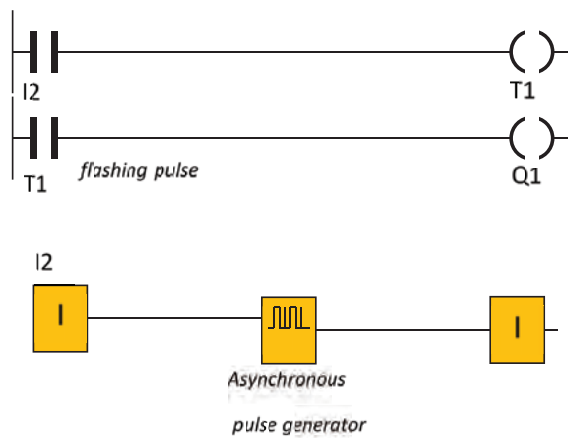 I2
T1
T1
flashing pulse
Q1
I2
I
I
Asynchronous
pulse generator